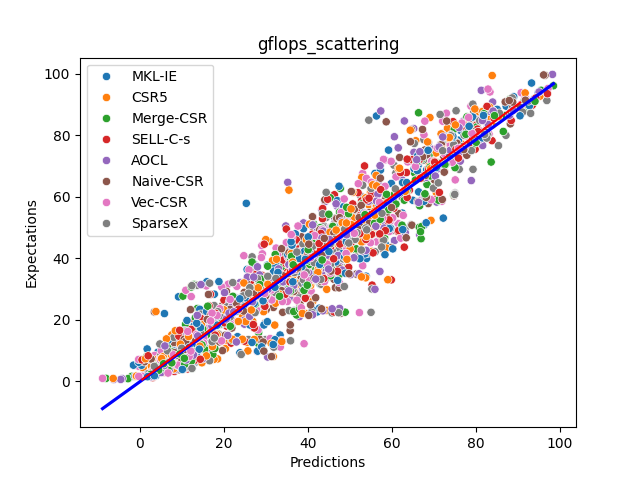 gflops_scattering
MKL-IE
CSR5
Merge-CSR
SELL-C-s
AOCL
Naive-CSR
Vec-CSR
SparseX
100
80
60
40
20
0
Expectations
0 20 40 60 80 100
Predictions